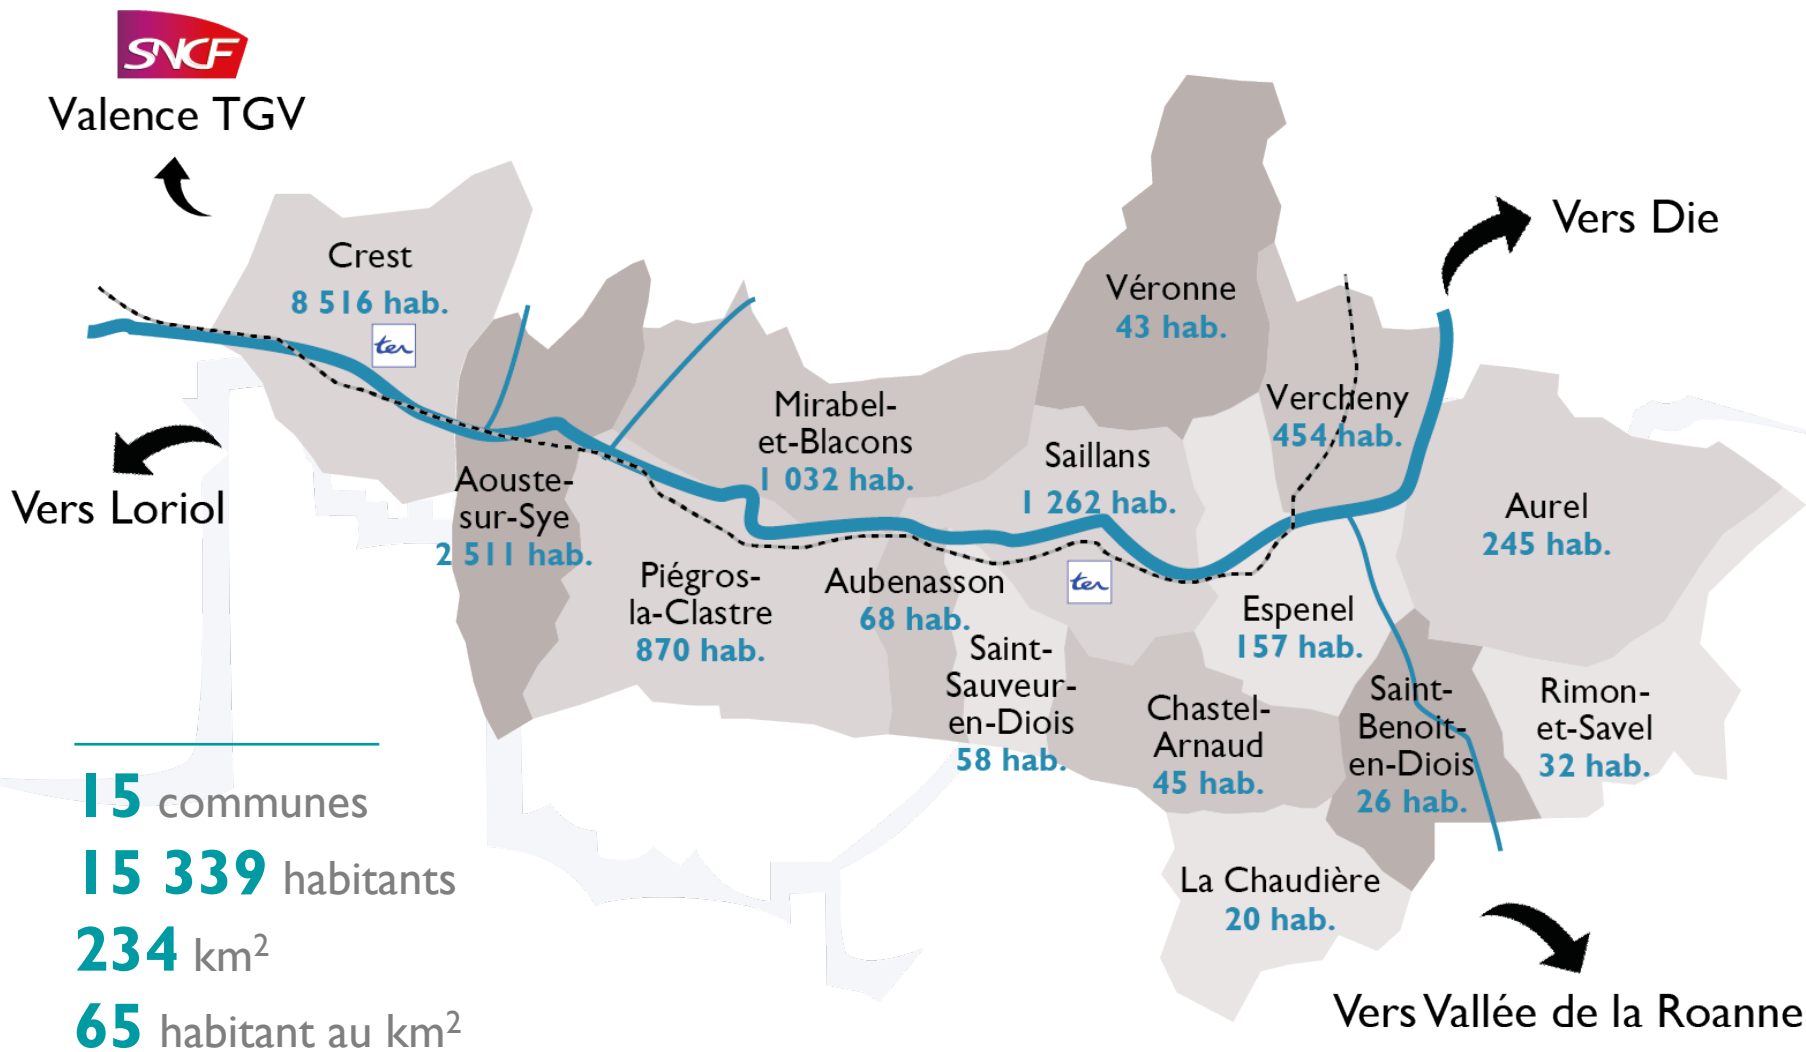 SNCF
Valence TGV
Vers Die
Crest
8 516 hab.
ter
Véronne
43 hab.
Vercheny
454 hab.
Mirabel-
et-Blacons
1 032 hab.
Saillans
1 262 hab.
ter
Aouste-
sur-Sye
2 511 hab.
Vers Loriol
Aurel
245 hab.
Piégros-
la-Clastre
870 hab.
Aubenasson
68 hab.
Espenel
157 hab.
Saint-
Sauveur-
en-Diois
58 hab.
Chastel-
Arnaud
45 hab.
Saint-
Benoit-
en-Diois
26 hab.
Rimon-
et-Savel
32 hab.
La Chaudière
20 hab.
Vers Vallée de la Roanne
15 communes
15 339 habitants
234 km²
65 habitant au km²